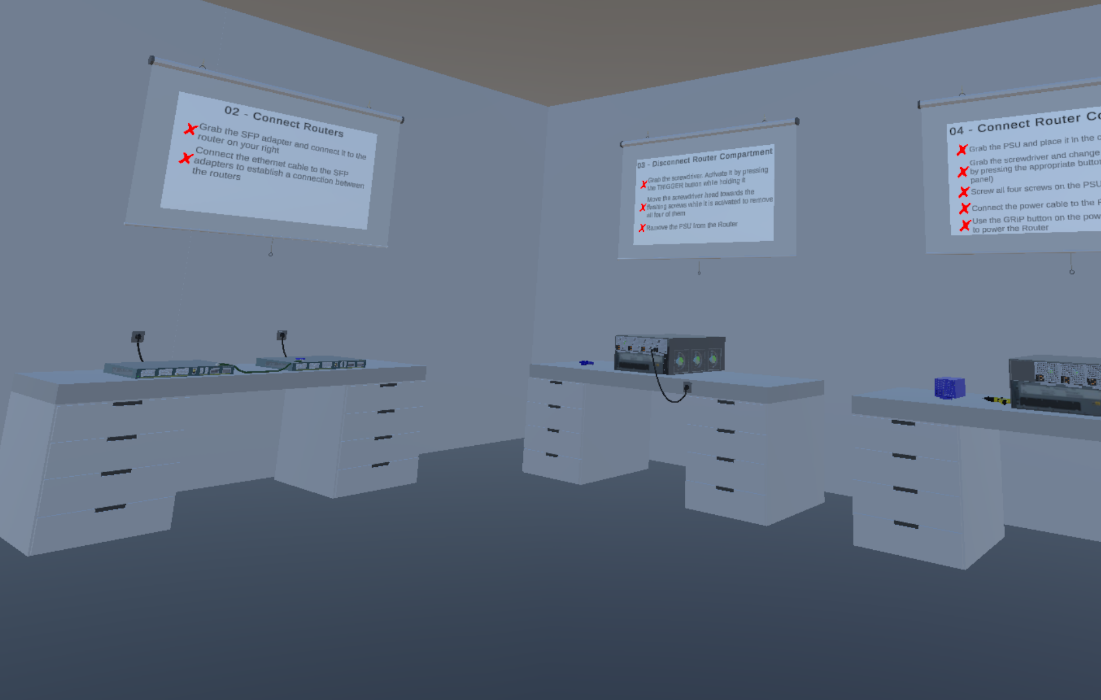 02 - Connect Routers
Grab the SFP adapter and connect it to the
router on your right
Connect the ethernet cable to the SFP
adapters to establish a connection between
the routers
03 - Disconnect Router Compartment
Grab the screwdriver. Activate it by pressing
the TRIGGER button while holding it
Move the screwdriver head towards the
flashing screws while it is activated to remove
all four of them
Remove the PSU from the Router
04 - Connect Router Co
Grab the PSU and place it in the c
Grab the screwdriver and change
by pressing the appropriate button
panel)
Screw all four screws on the PSU
Connect the power cable to the
Use the GRIP button on the pow
to power the Router